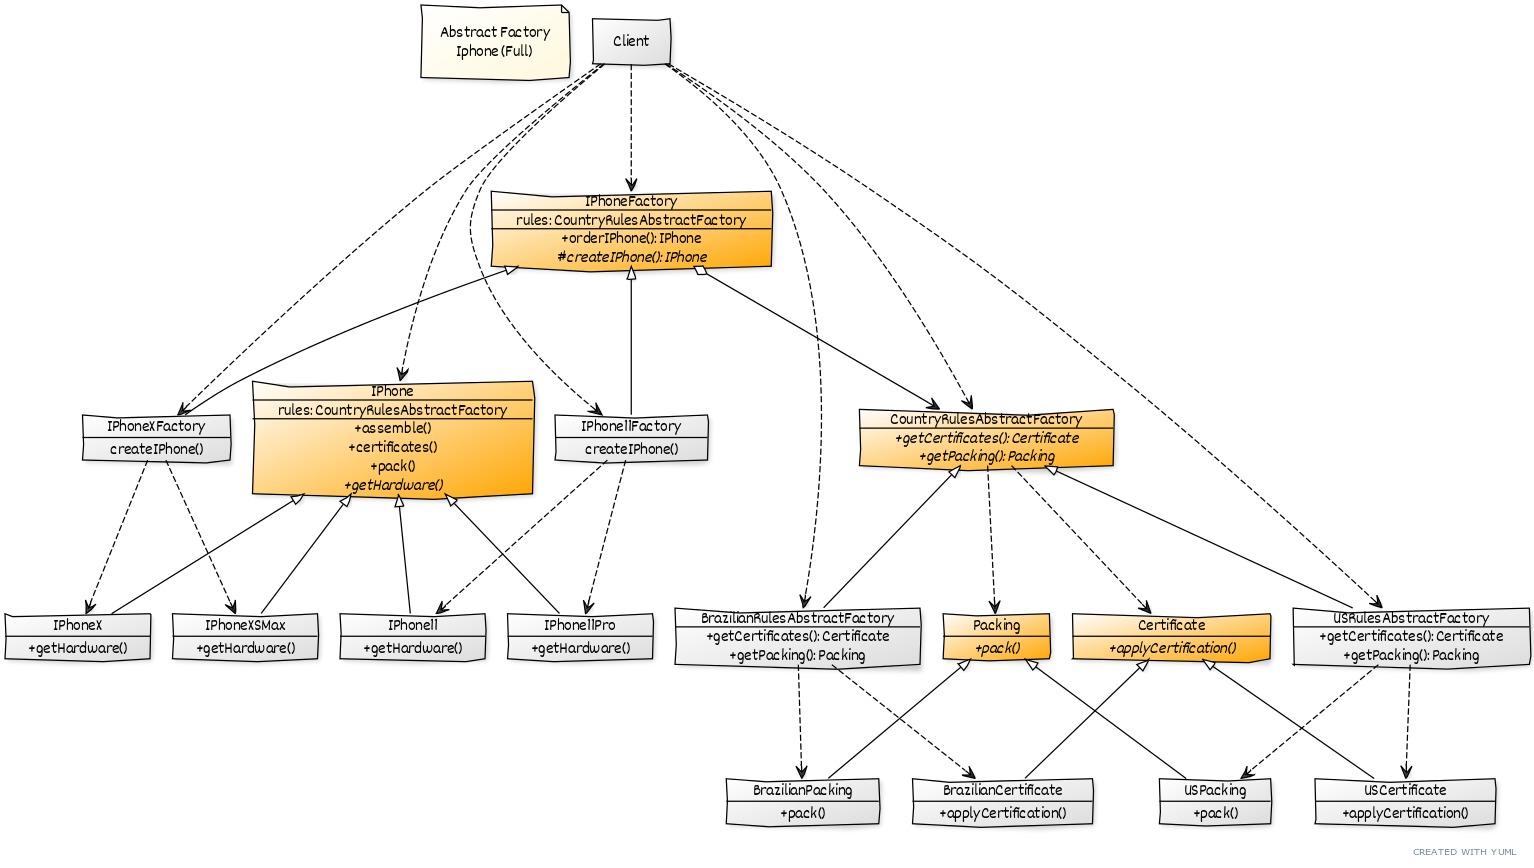 Abstract Factory
Iphone (Full)
Client
IPhoneFactory
rules: CountryRulesAbstractFactory
+orderIPhone(): IPhone
#createIPhone(): IPhone
IPhoneXFactory
createIPhone()
IPhone
rules: CountryRulesAbstractFactory
+assemble()
+certificates()
+pack()
+getHardware()
IPhone11Factory
createIPhone()
CountryRulesAbstractFactory
+getCertificates(): Certificate
+getPacking(): Packing
IPhoneX
+getHardware()
IPhoneXSMax
+getHardware()
IPhone11
+getHardware()
IPhone11Pro
+getHardware()
BrazilianRulesAbstractFactory
+getCertificates(): Certificate
+getPacking(): Packing
Packing
+pack()
Certificate
+applyCertification()
USRulesAbstractFactory
+getCertificates(): Certificate
+getPacking(): Packing
BrazilianPacking
+pack()
BrazilianCertificate
+applyCertification()
USPacking
+pack()
USCertificate
+applyCertification()
CREATED WITH YUML